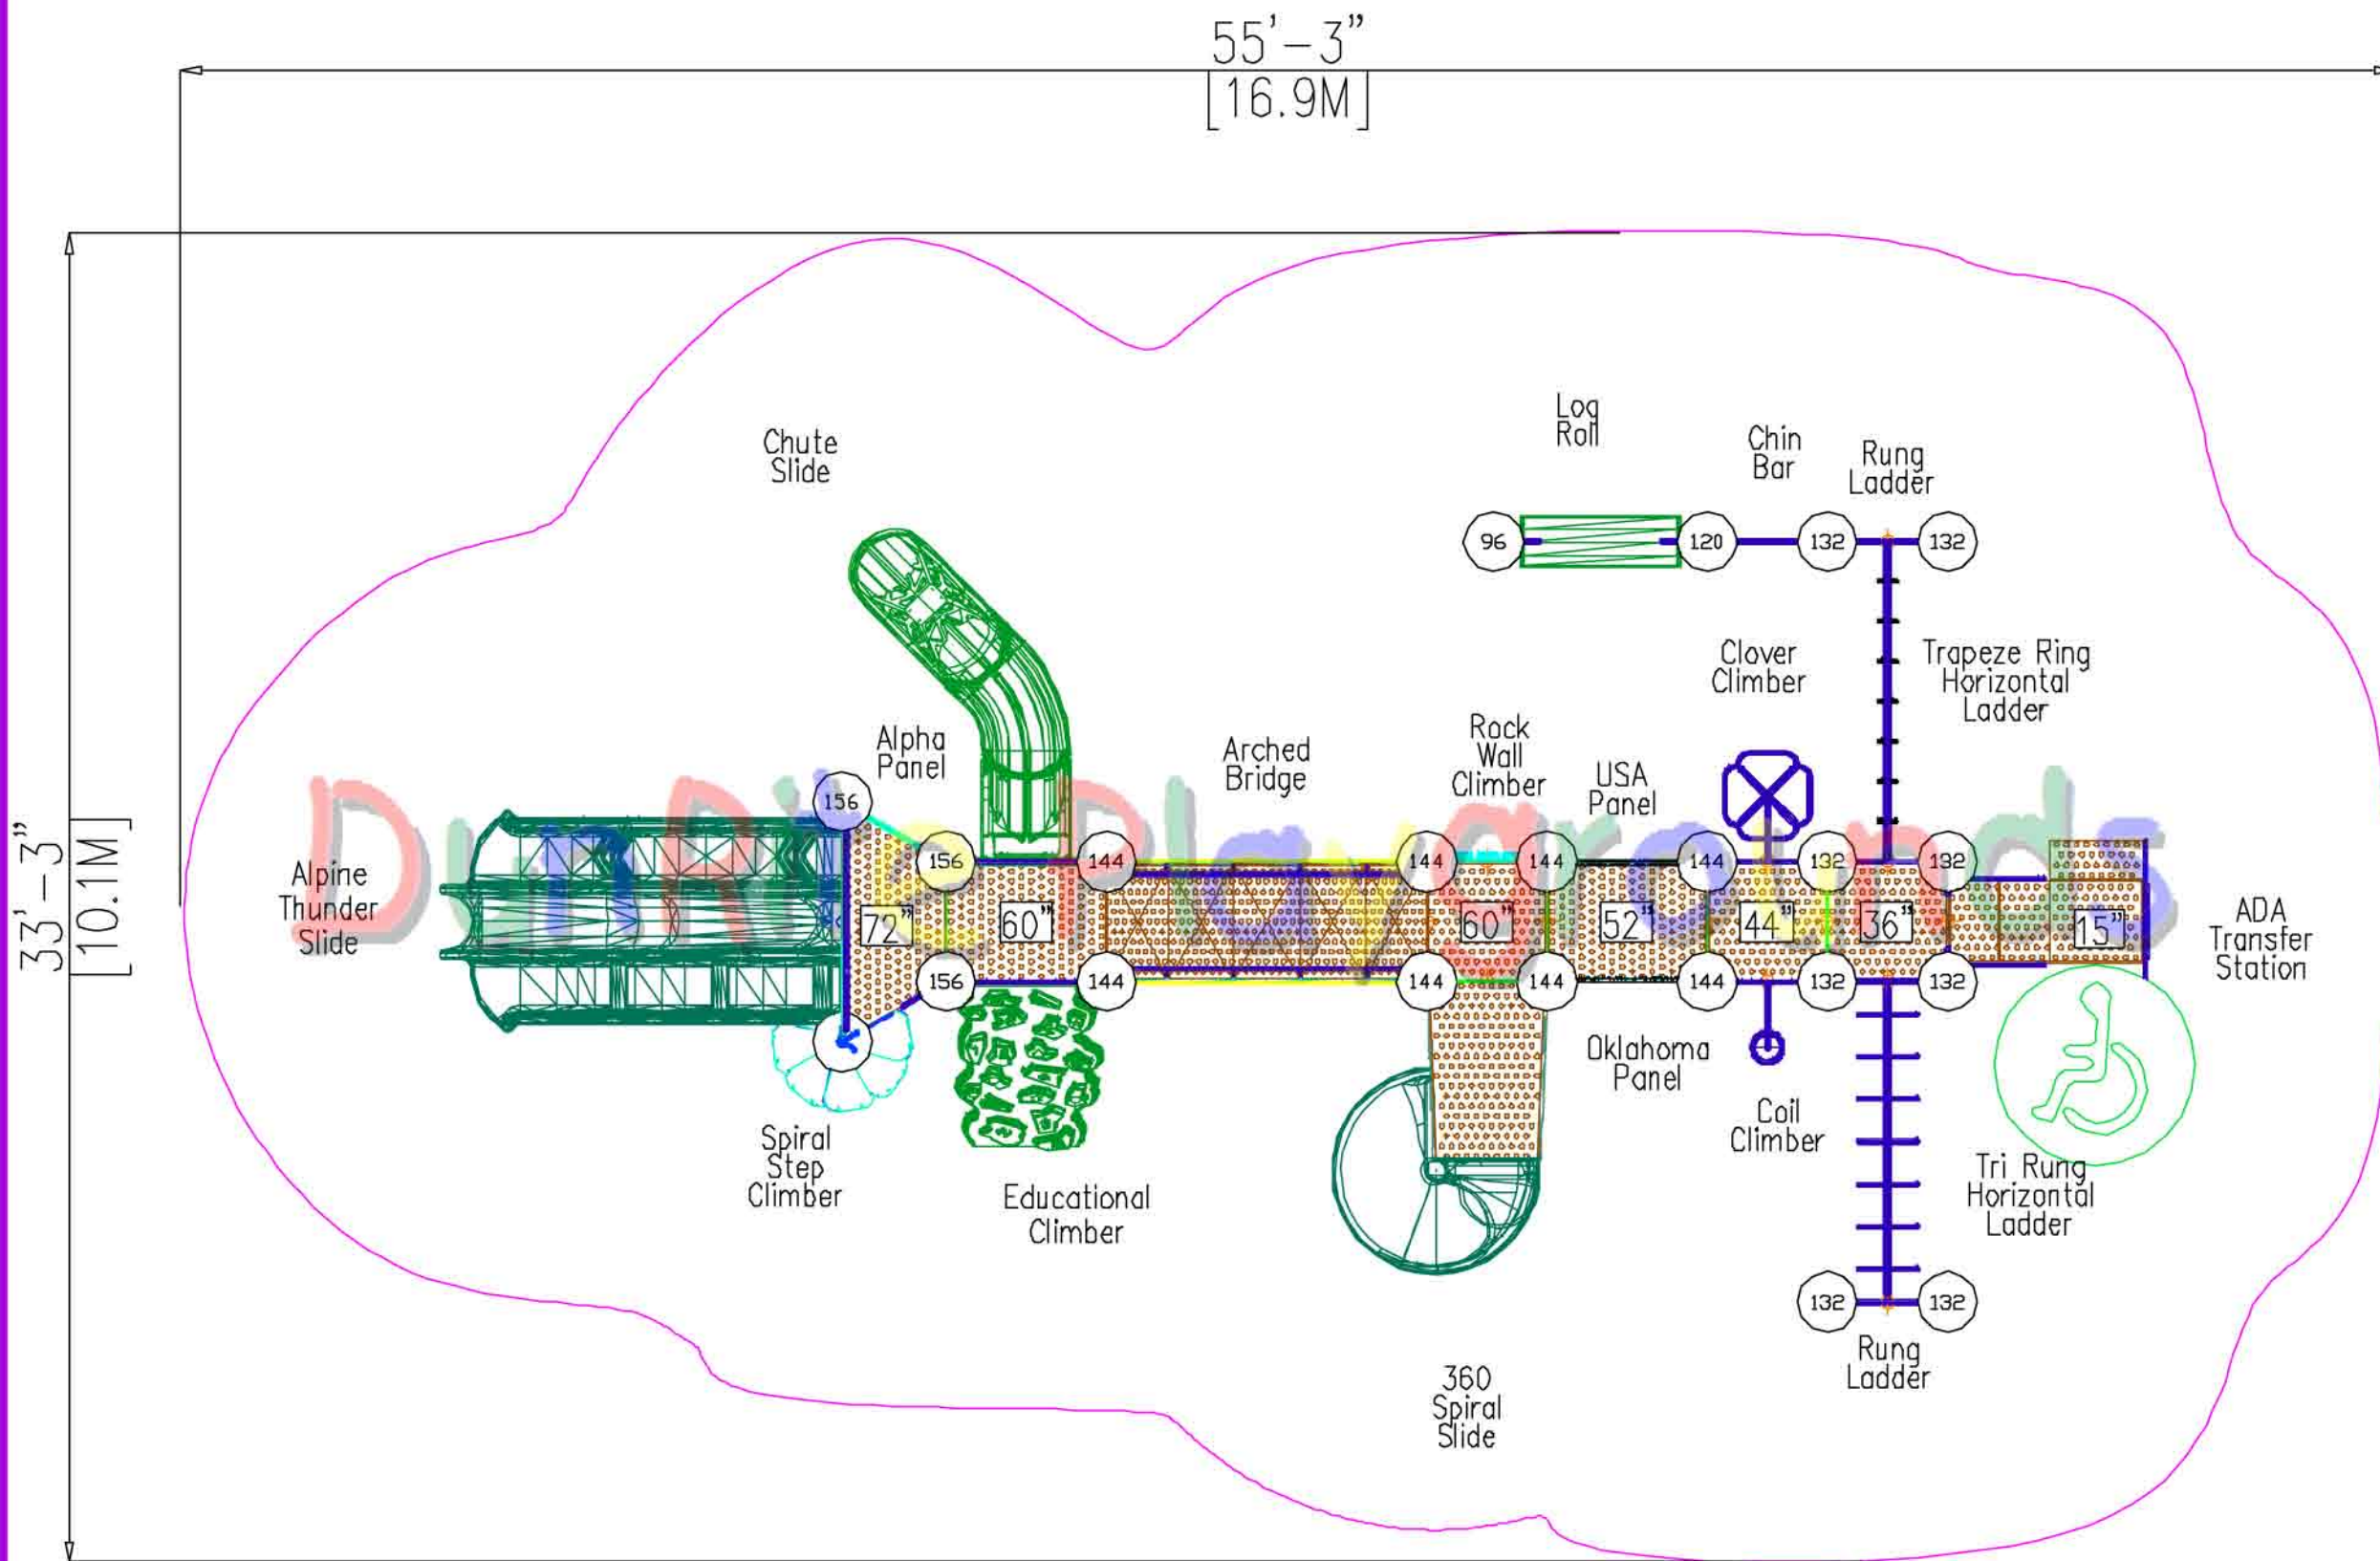 55'-3"
[16.9M]
33'-3"
[10.1M]
Log
Roll
Chin
Bar
Rung
Ladder
Chute
Slide
96
120
132
132
Clover
Climber
Trapeze Ring
Horizontal
Ladder
Alpha
Panel
Arched
Bridge
Rock
Wall
Climber
USA
Panel
DunRite Playgrounds
156
156
144
144
144
144
132
132
Alpine
Thunder
Slide
72"
60"
60"
52"
44"
36"
15"
ADA
Transfer
Station
156
144
144
144
144
132
132
Oklahoma
Panel
Coil
Climber
Spiral
Step
Climber
Educational
Climber
Tri Rung
Horizontal
Ladder
132
132
Rung
Ladder
360
Spiral
Slide